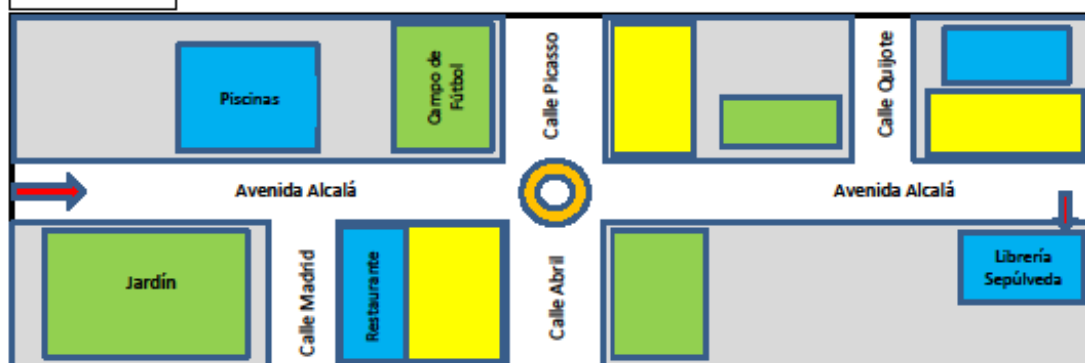 Piscinas
Campo de
Fútbol
Calle Picasso
Calle Quijote
Avenida Alcalá
Avenida Alcalá
Jardín
Calle Madrid
Restaurante
Calle Abril
Librería
Sepúlveda